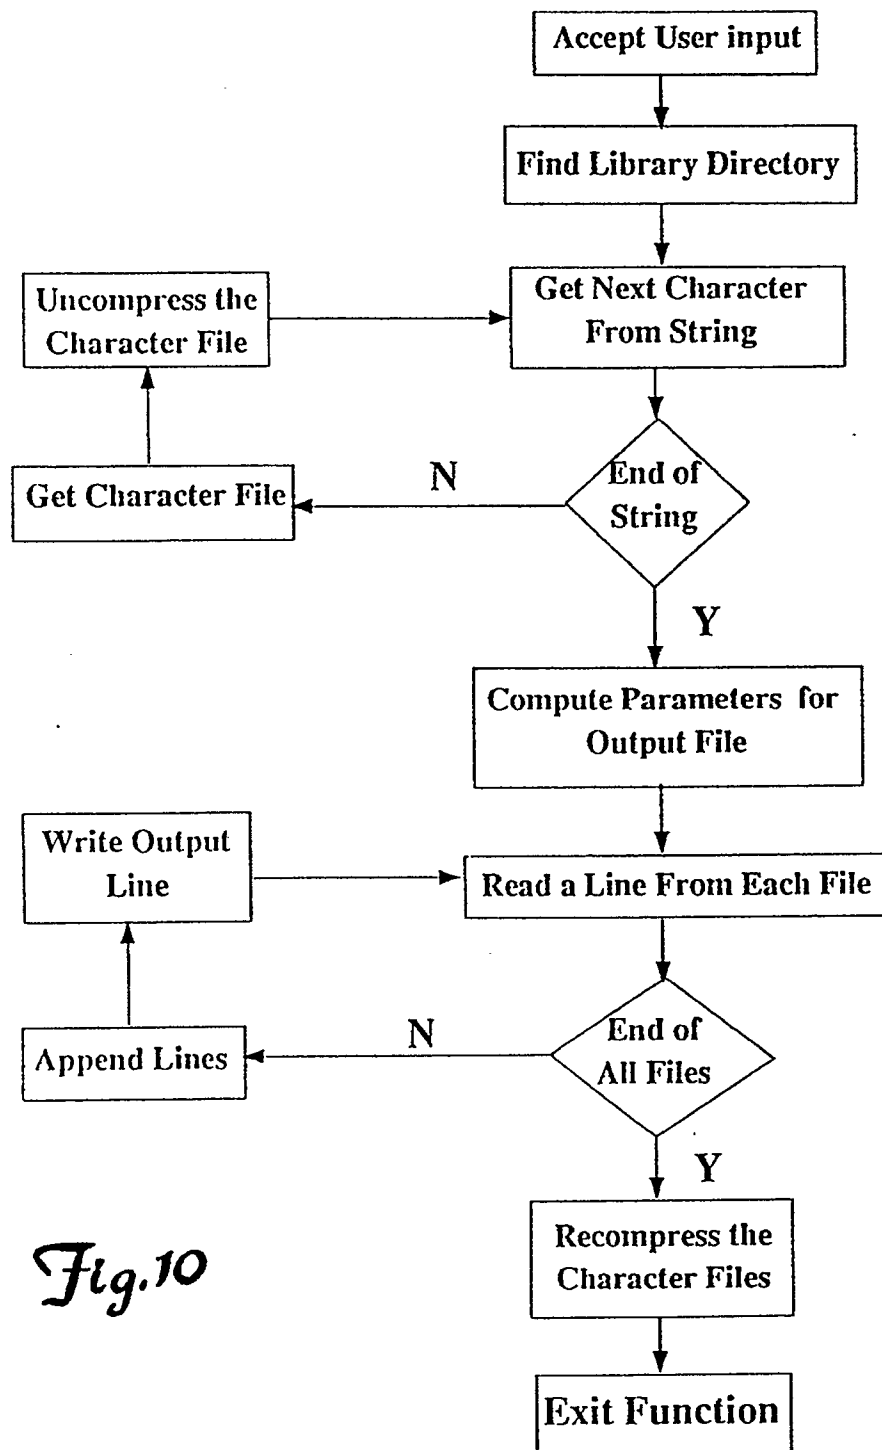 Accept User input
Find Library Directory
Get Next Character
From String
Uncompress the
Character File
End of
String
N
Get Character File
Y
Compute Parameters for
Output File
Write Output
Line
Read a Line From Each File
End of
All Files
N
Append Lines
Y
Recompress the
Character Files
Fig.10
Exit Function